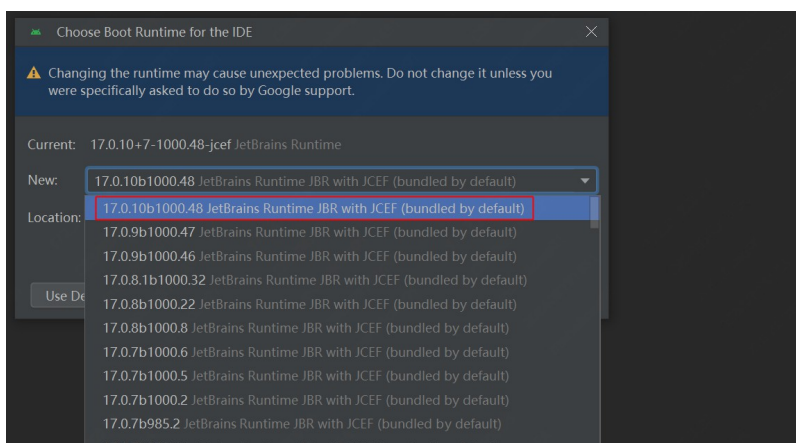 Choose Boot Runtime for the IDE
Changing the runtime may cause unexpected problems. Do not change it unless you
were specifically asked to do so by Google support.
Current: 17.0.10+7-1000.48-jcef JetBrains Runtime
New: 17.0.10b1000.48 JetBrains Runtime JBR with JCEF (bundled by default)
Location:
17.0.10b1000.48 JetBrains Runtime JBR with JCEF (bundled by default)
17.0.9b1000.47 JetBrains Runtime JBR with JCEF (bundled by default)
17.0.9b1000.46 JetBrains Runtime JBR with JCEF (bundled by default)
17.0.8.1b1000.32 JetBrains Runtime JBR with JCEF (bundled by default)
17.0.8b1000.22 JetBrains Runtime JBR with JCEF (bundled by default)
Use De
17.0.8b1000.8 JetBrains Runtime JBR with JCEF (bundled by default)
17.0.7b1000.6 JetBrains Runtime JBR with JCEF (bundled by default)
17.0.7b1000.5 JetBrains Runtime JBR with JCEF (bundled by default)
17.0.7b1000.2 JetBrains Runtime JBR with JCEF (bundled by default)
17.0.7b985.2 JetBrains Runtime JBR with JCEF (bundled by default)